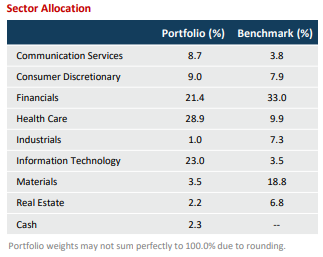 Sector Allocation
Portfolio (%) Benchmark (%)
Communication Services 8.7 3.8
Consumer Discretionary 9.0 7.9
Financials 21.4 33.0
Health Care 28.9 9.9
Industrials 1.0 7.3
Information Technology 23.0 3.5
Materials 3.5 18.8
Real Estate 2.2 6.8
Cash 2.3 --
Portfolio weights may not sum perfectly to 100.0% due to rounding.